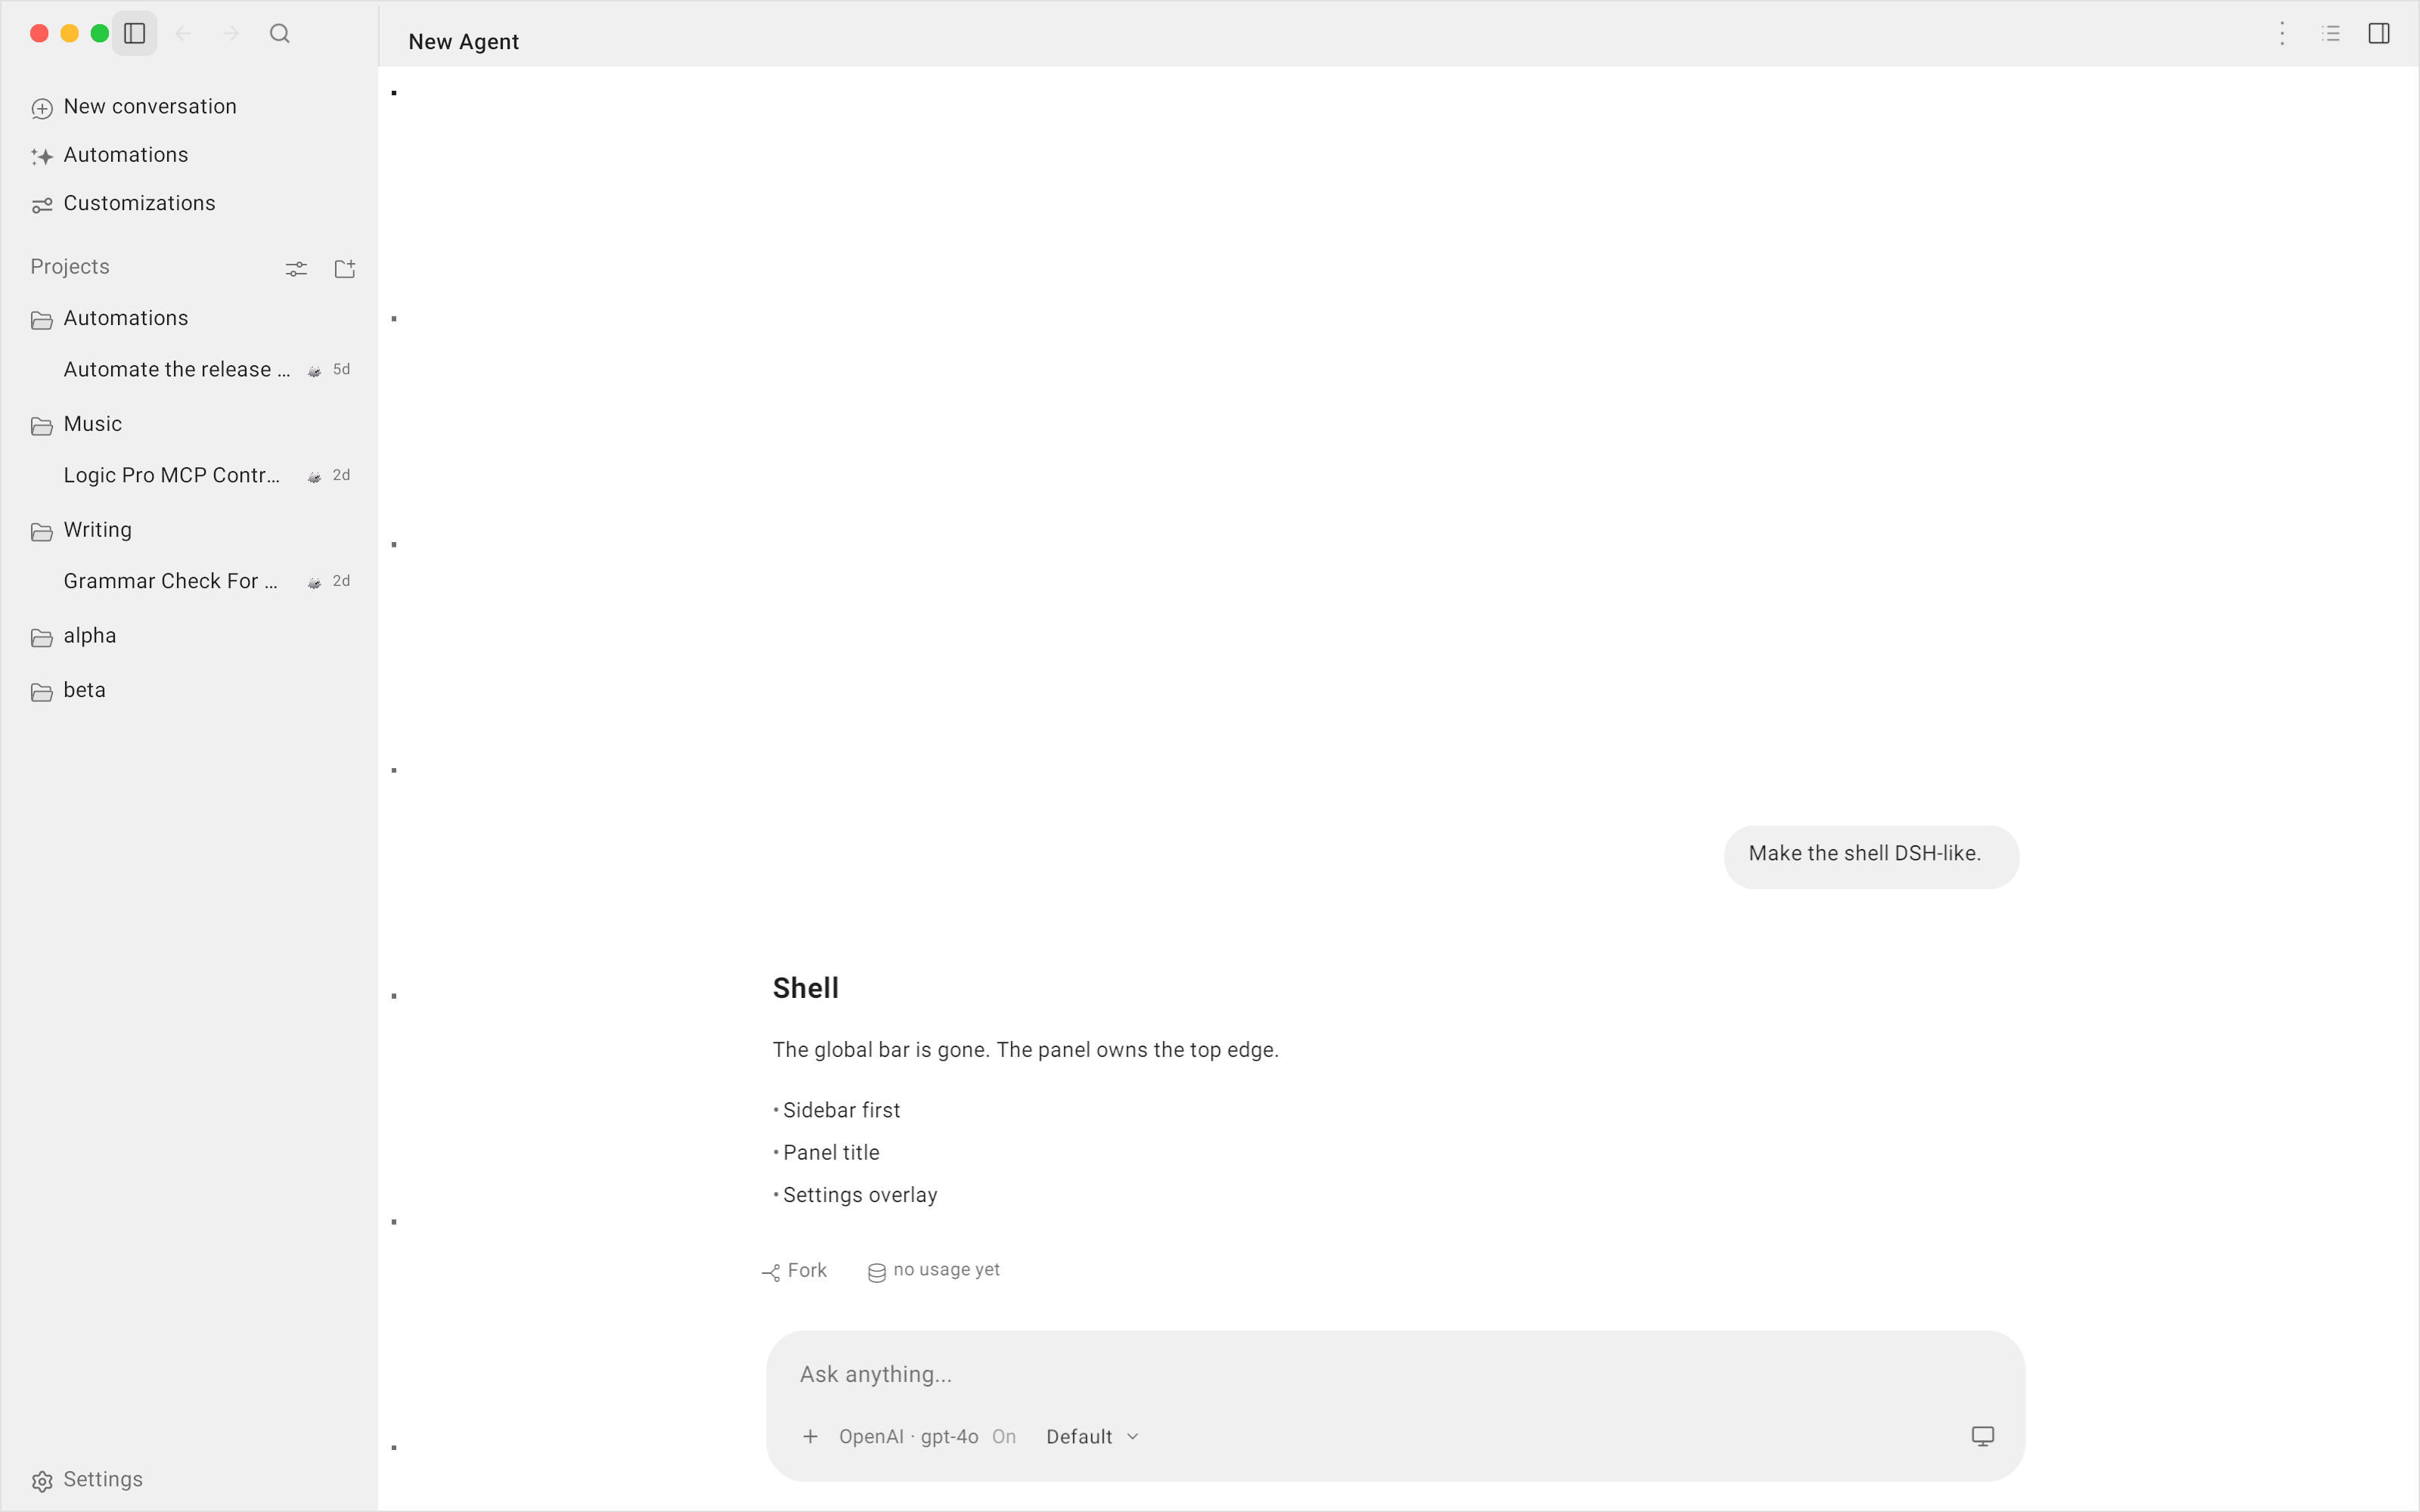 New Agent
New conversation
Automations
Customizations
Projects
Automations
Automate the release ... 5d
Music
Logic Pro MCP Contr... 2d
Writing
Grammar Check For ... 2d
alpha
beta
Settings
Make the shell DSH-like.
Shell
The global bar is gone. The panel owns the top edge.
• Sidebar first
• Panel title
• Settings overlay
Fork no usage yet
Ask anything...
OpenAI · gpt-4o On Default